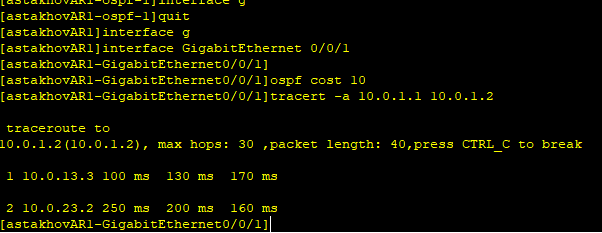 [astakhovAR1-ospf-1]interface g
[astakhovAR1-ospf-1]quit
[astakhovAR1]interface g
[astakhovAR1]interface GigabitEthernet 0/0/1
[astakhovAR1-GigabitEthernet0/0/1]
[astakhovAR1-GigabitEthernet0/0/1]ospf cost 10
[astakhovAR1-GigabitEthernet0/0/1]tracert -a 10.0.1.1 10.0.1.2
traceroute to
10.0.1.2(10.0.1.2), max hops: 30 ,packet length: 40,press CTRL_C to break
1 10.0.13.3 100 ms 130 ms 170 ms
2 10.0.23.2 250 ms 200 ms 160 ms
[astakhovAR1-GigabitEthernet0/0/1]